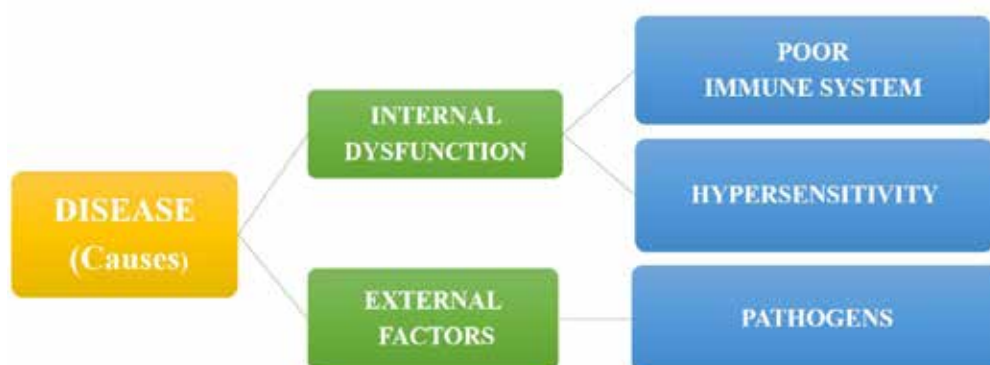 DISEASE
(Causes)
INTERNAL
DYSFUNCTION
POOR
IMMUNE SYSTEM
HYPERSENSITIVITY
EXTERNAL
FACTORS
PATHOGENS